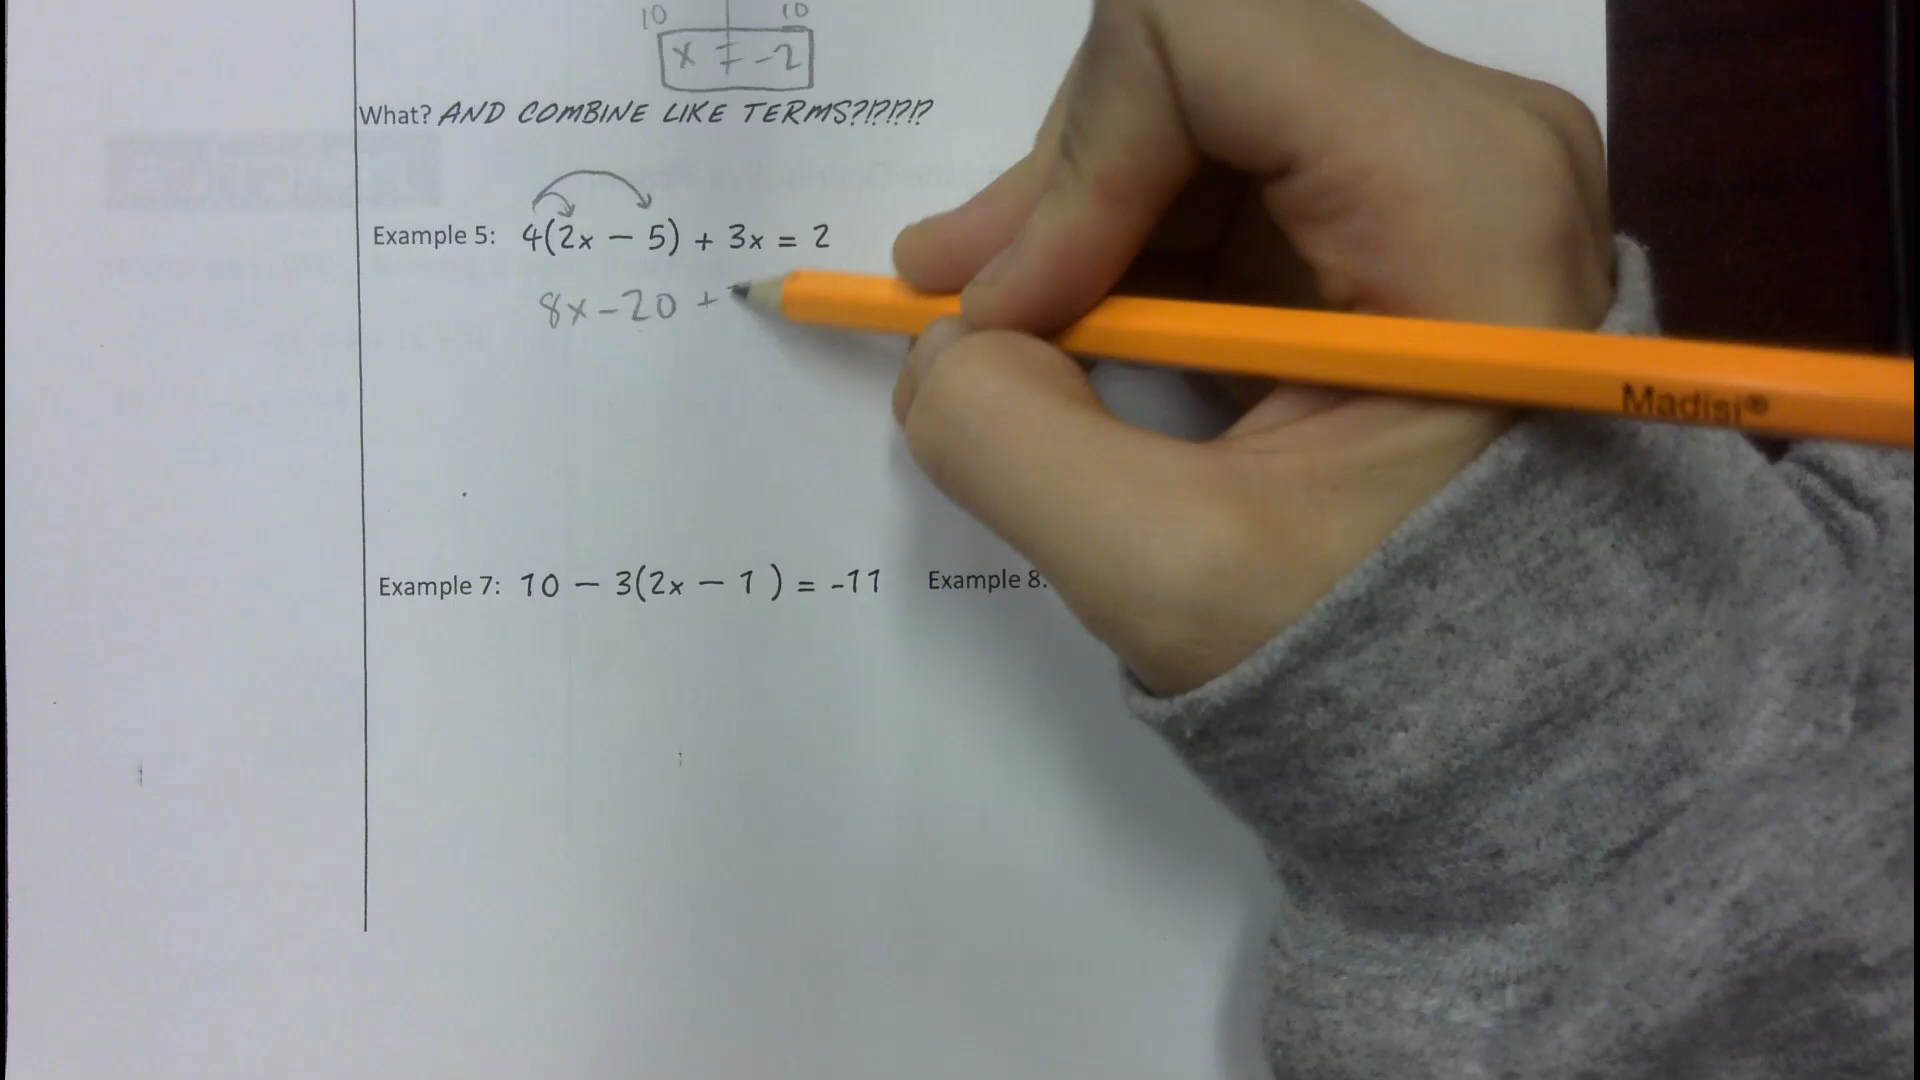 10 10
x = -2
What? AND COMBINE LIKE TERMS?????
Example 5: 4(2x – 5) + 3x = 2
8x – 20 +
Madisi®
Example 7: 10 – 3(2x – 1 ) = -11 Example 8